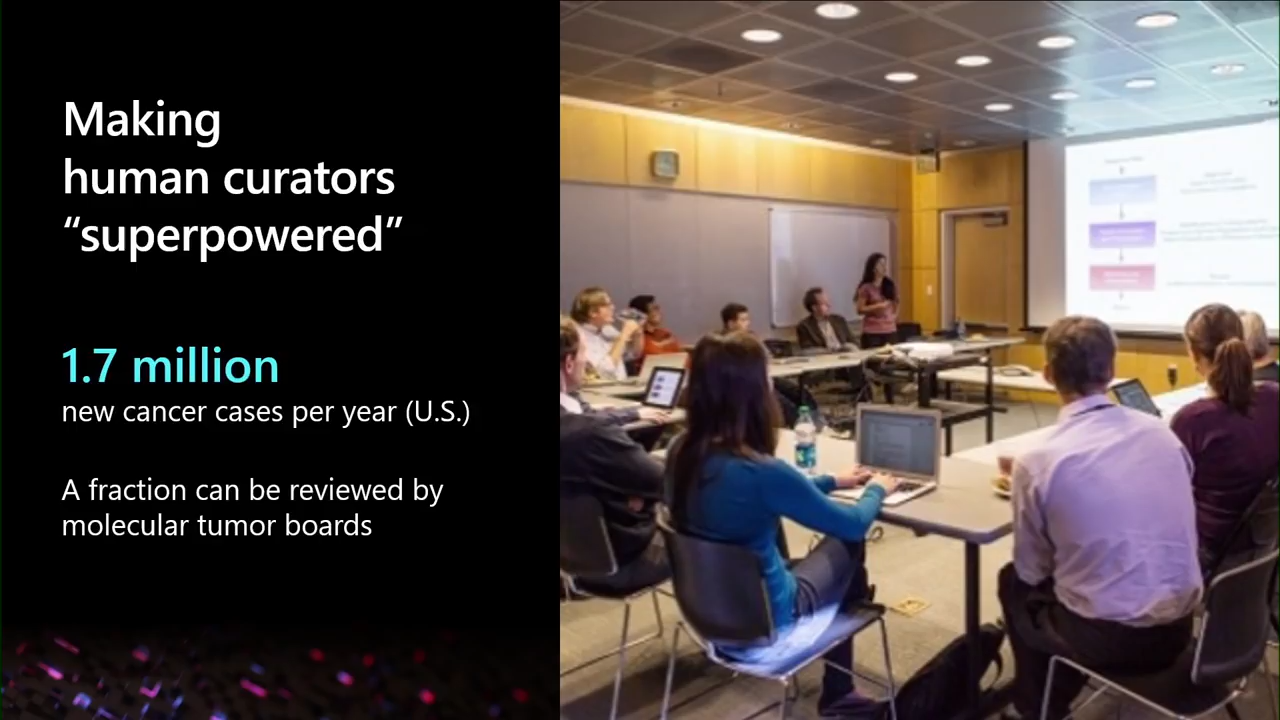 Making
human curators
“superpowered”
1.7 million
new cancer cases per year (U.S.)
A fraction can be reviewed by
molecular tumor boards